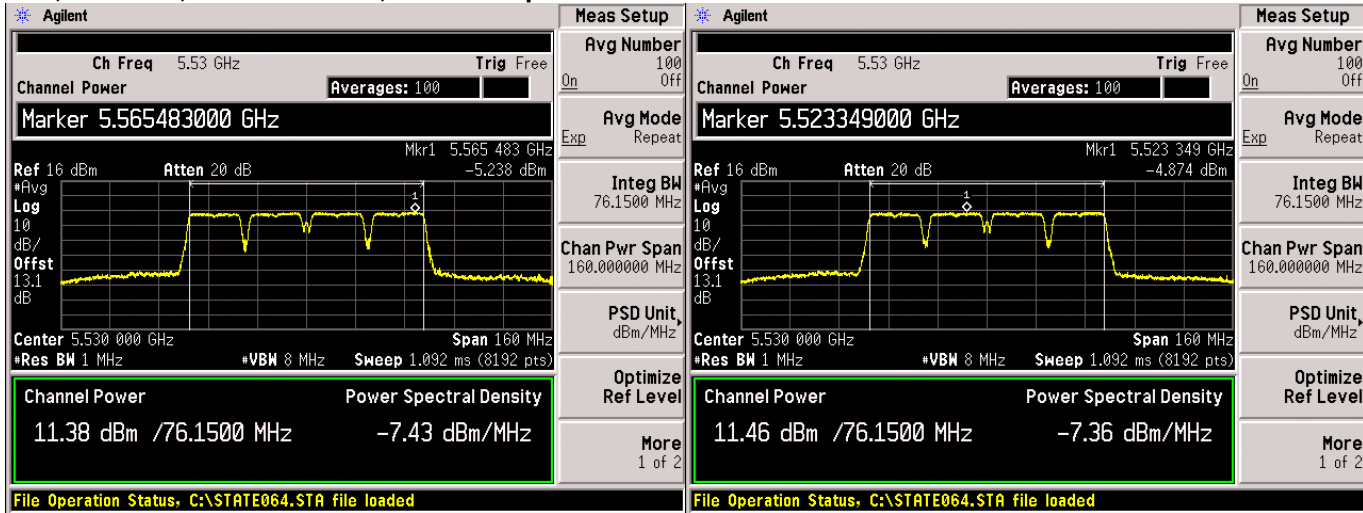 Agilent
Meas Setup
Ch Freq 5.53 GHz Trig Free
Channel Power Averages: 100
Marker 5.565483000 GHz
Mkr1 5.565 483 GHz
Ref 16 dBm Atten 20 dB -5.238 dBm
#Avg
Log
10
dB/
Offst
13.1
dB
1
Center 5.530 000 GHz Span 160 MHz
#Res BW 1 MHz #VBW 8 MHz Sweep 1.092 ms (8192 pts)
Channel Power Power Spectral Density
11.38 dBm /76.1500 MHz -7.43 dBm/MHz
File Operation Status, C:\STATE064.STA file loaded
Avg Number
100
On Off
Avg Mode
Exp Repeat
Integ BW
76.1500 MHz
Chan Pwr Span
160.000000 MHz
PSD Unit
dBm/MHz
Optimize
Ref Level
More
1 of 2
Agilent
Meas Setup
Ch Freq 5.53 GHz Trig Free
Channel Power Averages: 100
Marker 5.523349000 GHz
Mkr1 5.523 349 GHz
Ref 16 dBm Atten 20 dB -4.874 dBm
#Avg
Log
10
dB/
Offst
13.1
dB
1
Center 5.530 000 GHz Span 160 MHz
#Res BW 1 MHz #VBW 8 MHz Sweep 1.092 ms (8192 pts)
Channel Power Power Spectral Density
11.46 dBm /76.1500 MHz -7.36 dBm/MHz
File Operation Status, C:\STATE064.STA file loaded
Avg Number
100
On Off
Avg Mode
Exp Repeat
Integ BW
76.1500 MHz
Chan Pwr Span
160.000000 MHz
PSD Unit
dBm/MHz
Optimize
Ref Level
More
1 of 2